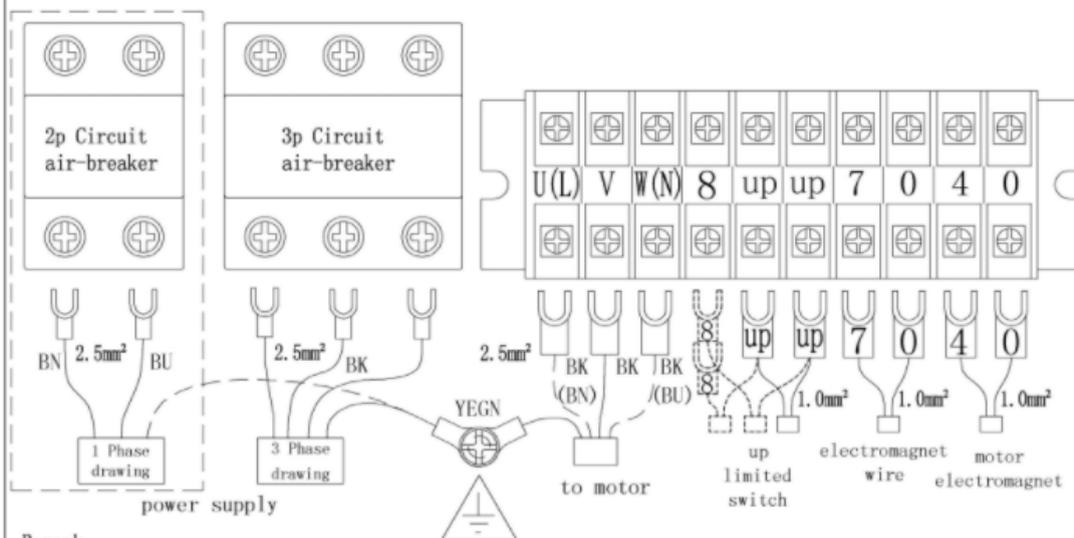 2p Circuit
air-breaker
3p Circuit
air-breaker
U(L) V W(N) 8 up up 7 0 4 0
BN 2.5mm² BU
2.5mm² BK
2.5mm² BK BK BK
(BN) (BU)
8
8
up up 7 0 4 0
1.0mm² 1.0mm² 1.0mm²
YEGN
1 Phase
drawing
3 Phase
drawing
power supply
to motor
up
limited
switch
electromagnet
wire
motor
electromagnet